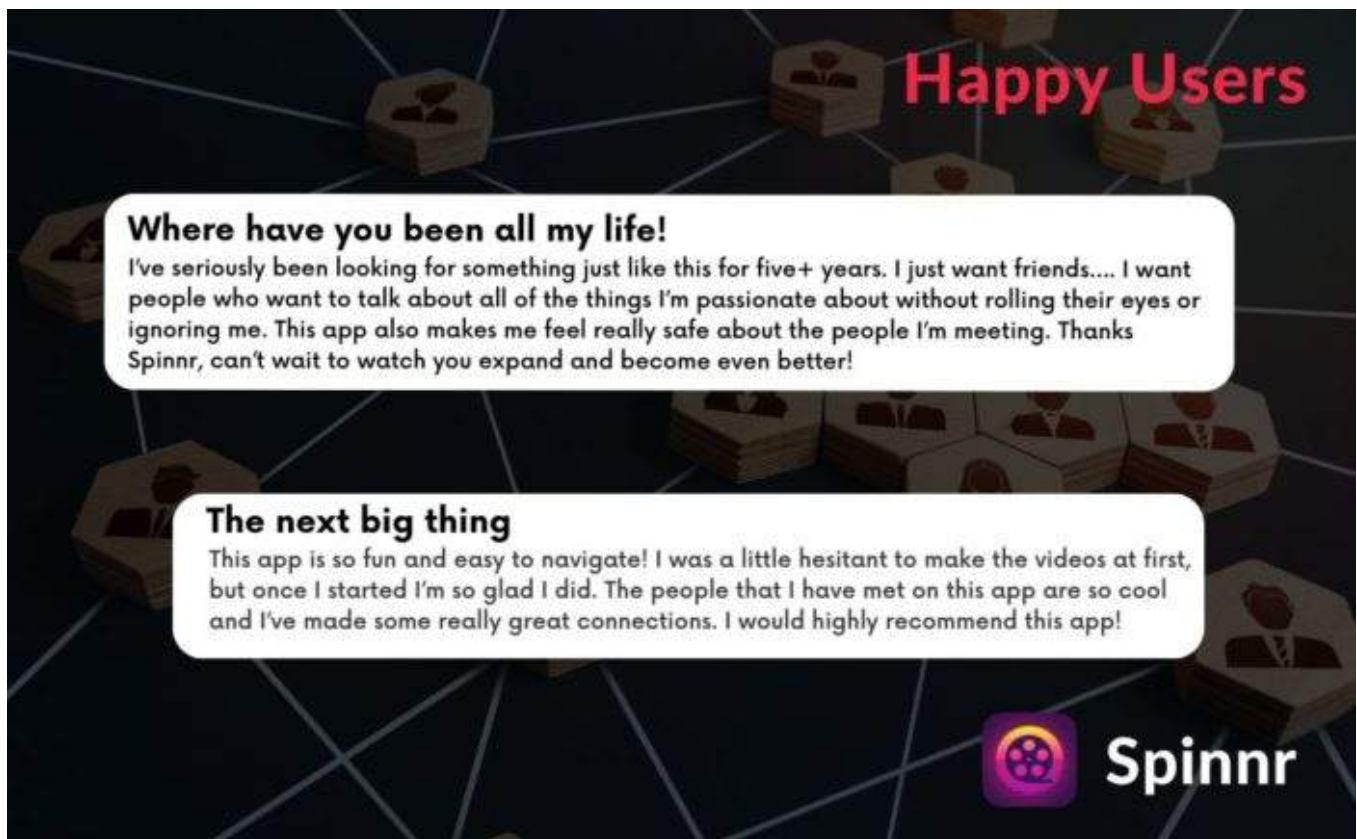 Happy Users
Where have you been all my life!
I've seriously been looking for something just like this for five+ years. I just want friends.... I want
people who want to talk about all of the things I'm passionate about without rolling their eyes or
ignoring me. This app also makes me feel really safe about the people I'm meeting. Thanks
Spinnr, can't wait to watch you expand and become even better!
The next big thing
This app is so fun and easy to navigate! I was a little hesitant to make the videos at first,
but once I started I'm so glad I did. The people that I have met on this app are so cool
and I've made some really great connections. I would highly recommend this app!
Spinnr